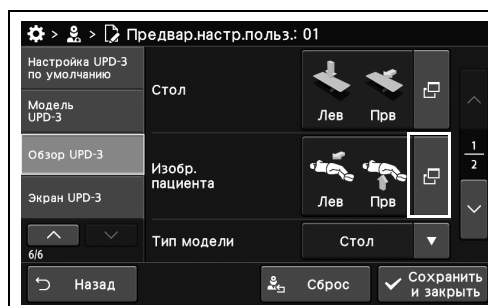 > > Предвар.настр.польз.: 01
Настройка UPD-3
по умолчанию
Модель
UPD-3
Обзор UPD-3
Экран UPD-3
6/6
Стол
Лев Прв
Изобр.
пациента
Лев Прв
Тип модели
Стол
1
2
Назад
Сброс
Сохранить
и закрыть